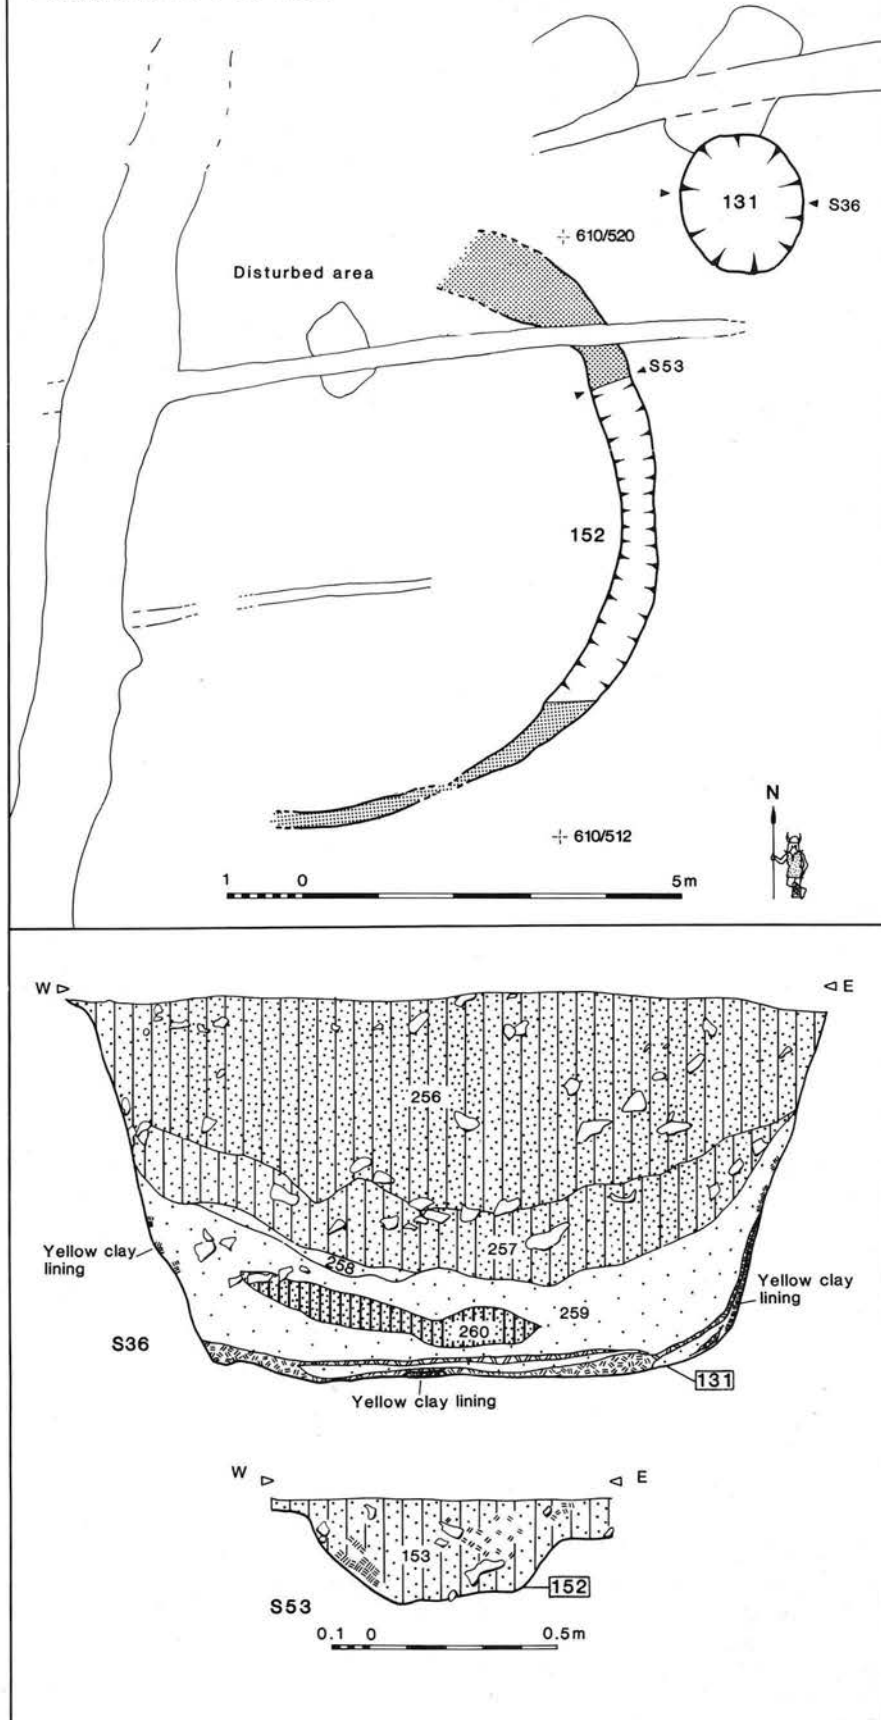 131
S36
610/520
Disturbed area
S53
152
610/512
N
1 0 5m
W E
256
257
258
Yellow clay
lining
Yellow clay
lining
259
260
S36
131
Yellow clay lining
W E
153
152
S53
0.1 0 0.5m